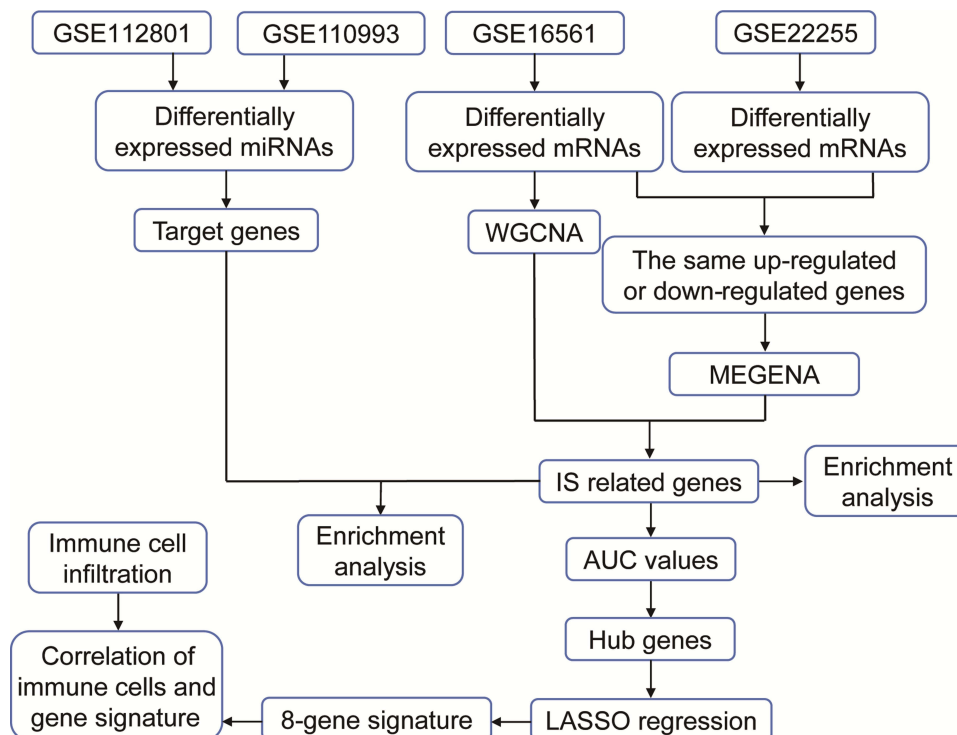 GSE112801
GSE110993
GSE16561
GSE22255
Differentially
expressed miRNAs
Differentially
expressed mRNAs
Differentially
expressed mRNAs
Target genes
WGCNA
The same up-regulated
or down-regulated genes
MEGENA
IS related genes
Enrichment
analysis
Enrichment
analysis
Immune cell
infiltration
AUC values
Hub genes
Correlation of
immune cells and
gene signature
8-gene signature
LASSO regression